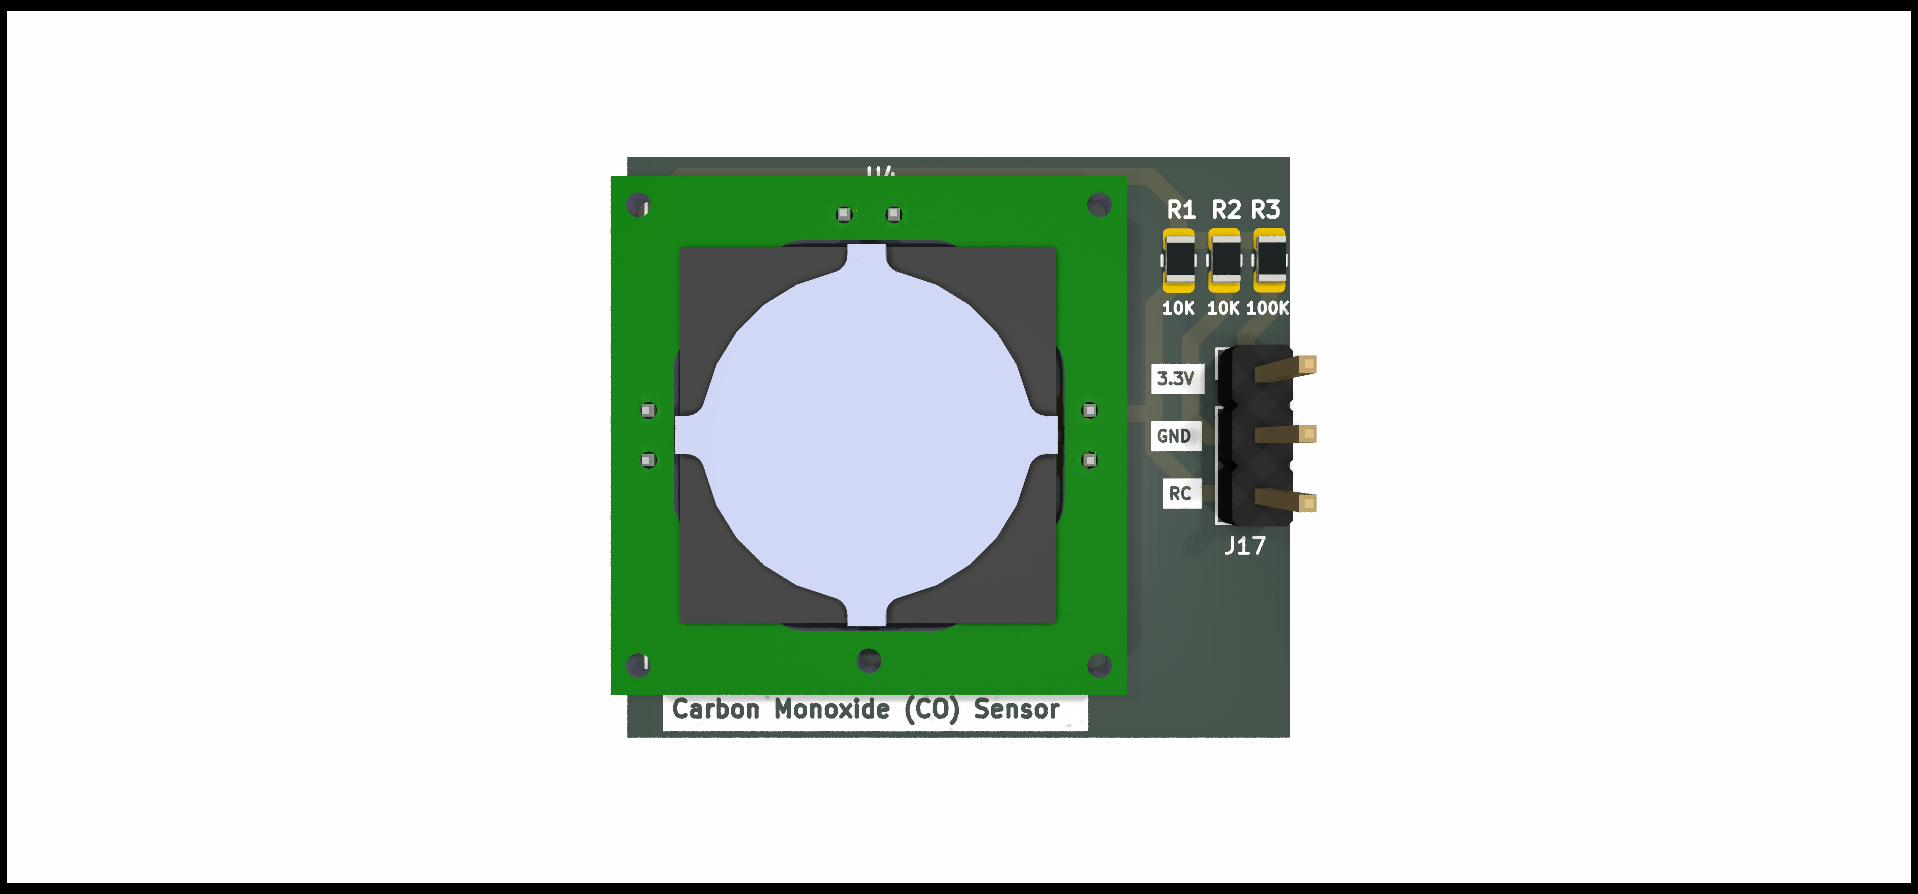 U4
R1 R2 R3
10K 10K 100K
3.3V
GND
RC
J17
Carbon Monoxide (CO) Sensor